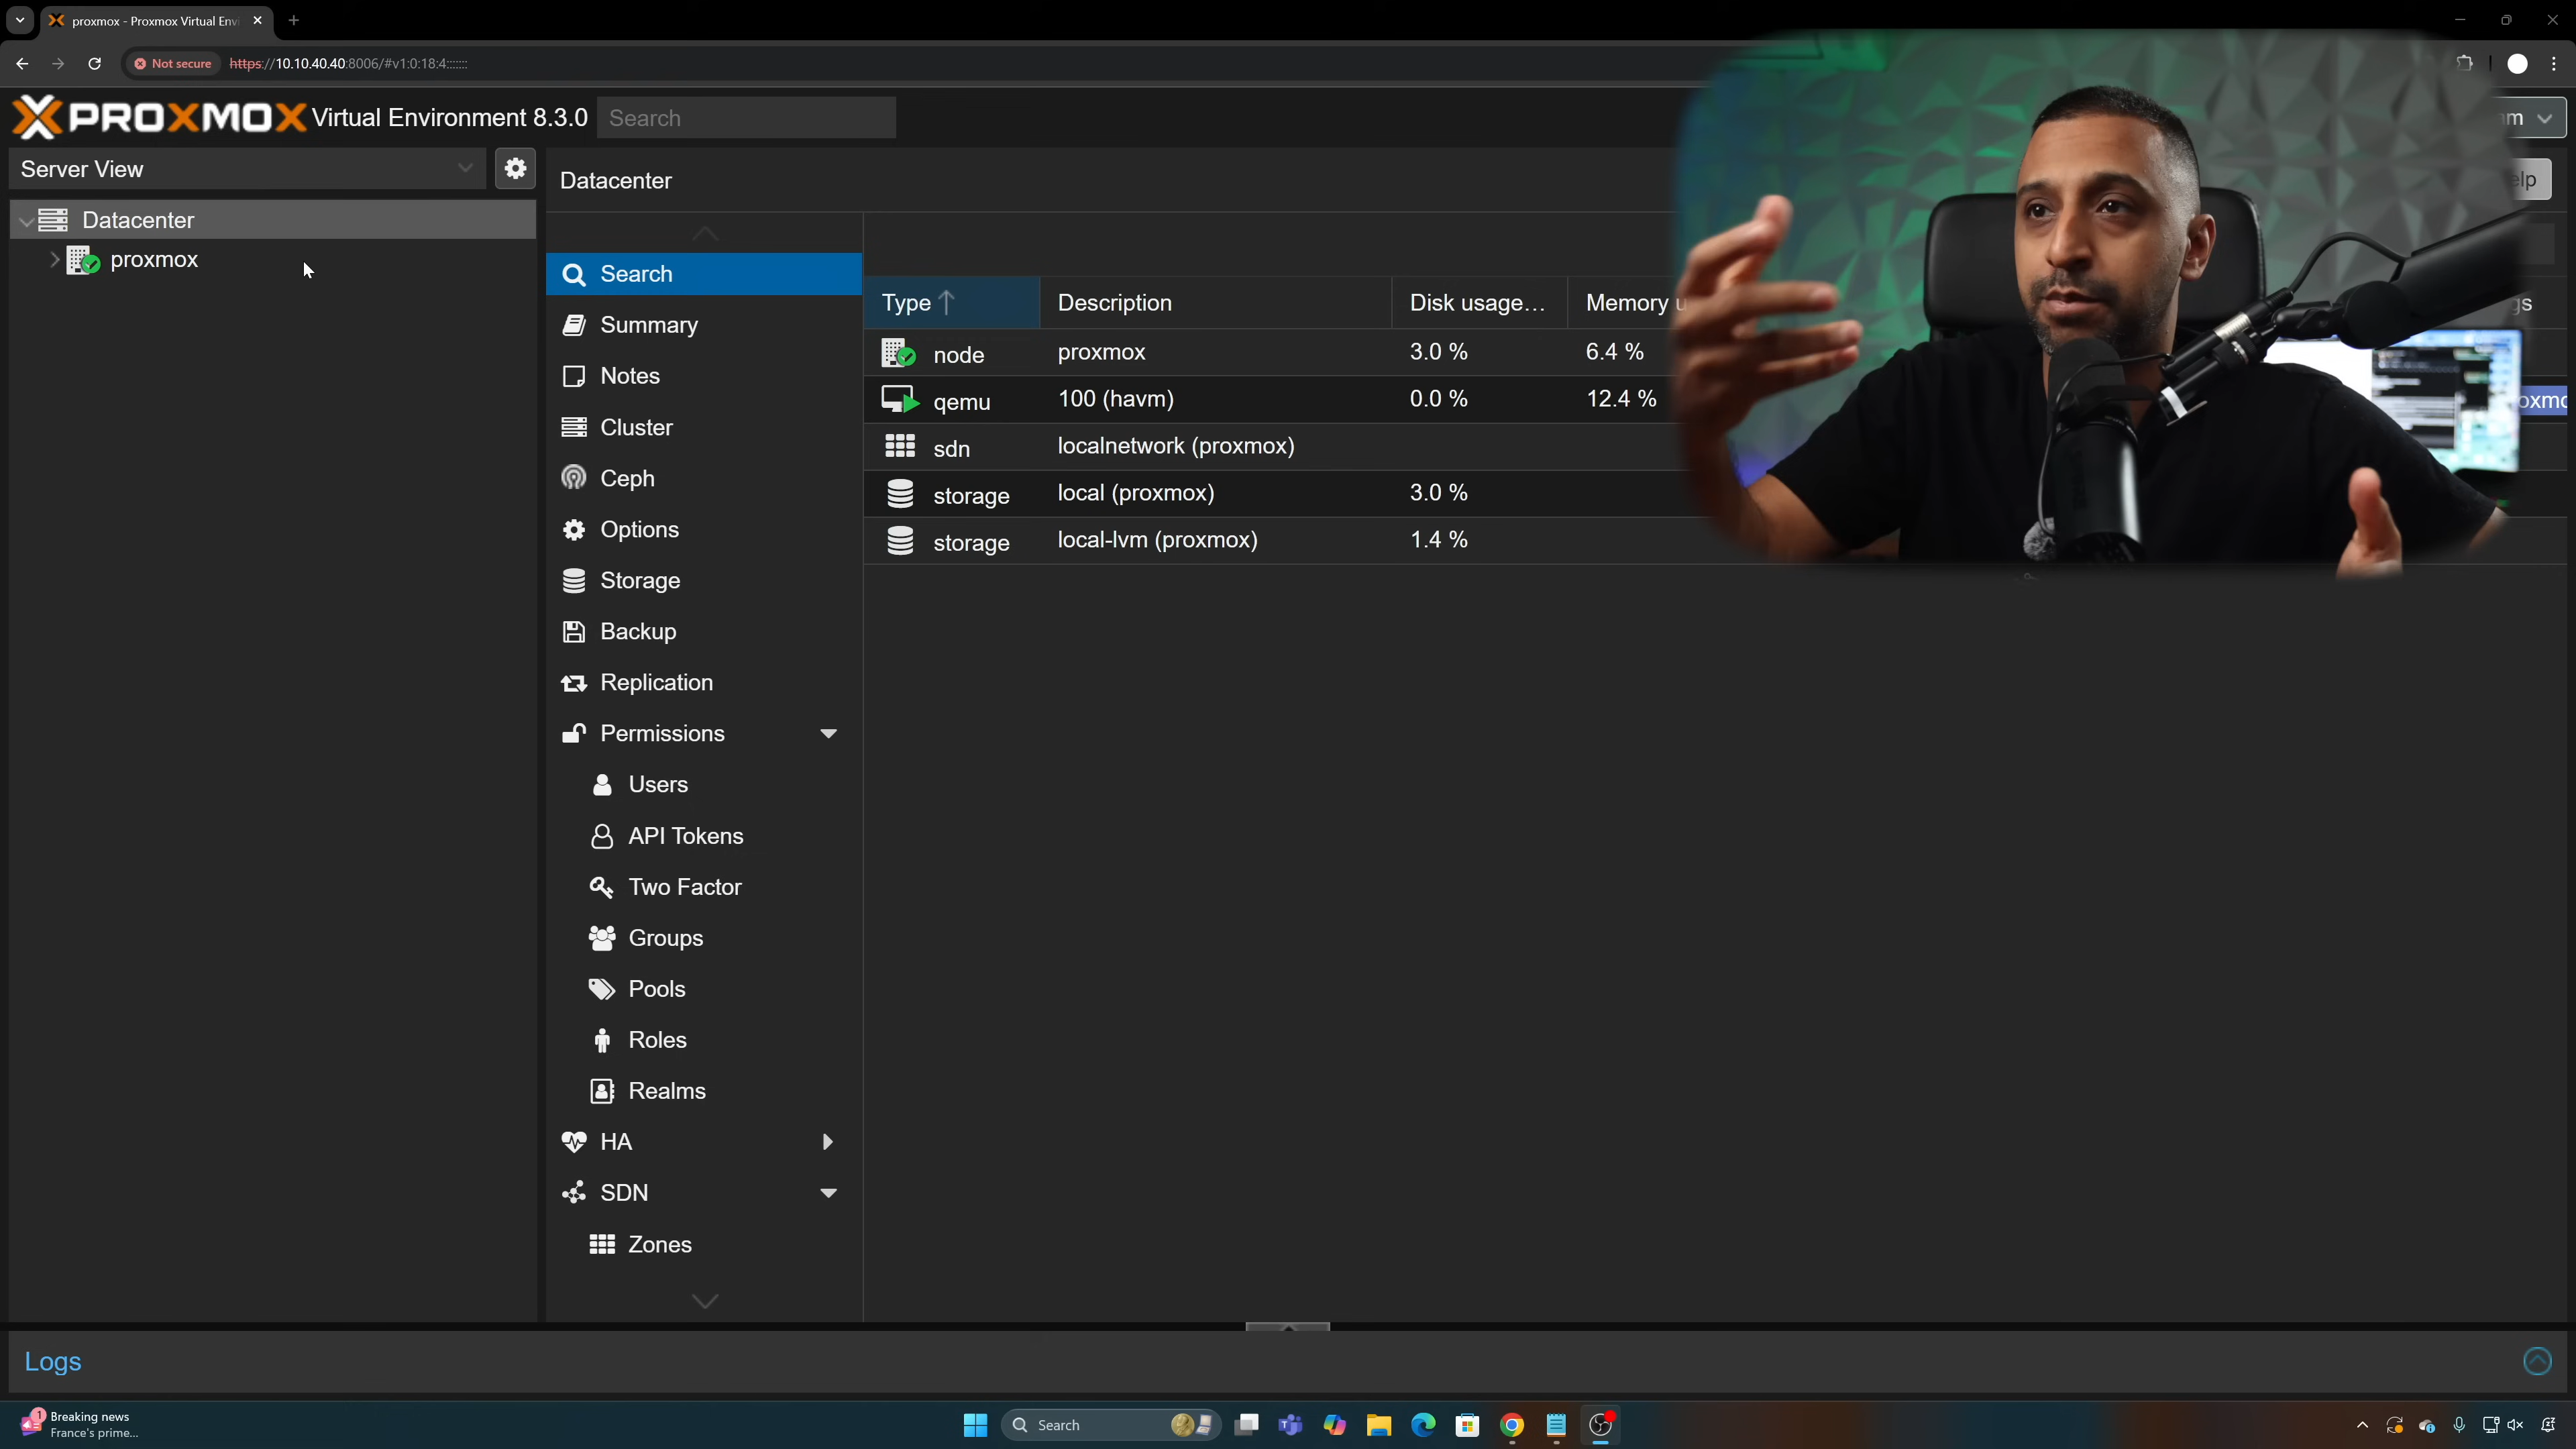 proxmox - Proxmox Virtual Envi
Not secure https://10.10.40.40:8006/#v1:0:18:4:::::::
PROXMOX Virtual Environment 8.3.0 Search
Server View
Datacenter
proxmox
Datacenter
Search
Summary
Notes
Cluster
Ceph
Options
Storage
Backup
Replication
Permissions
Users
API Tokens
Two Factor
Groups
Pools
Roles
Realms
HA
SDN
Zones
Type Description Disk usage... Memory u
node proxmox 3.0 % 6.4 %
qemu 100 (havm) 0.0 % 12.4 %
sdn localnetwork (proxmox)
storage local (proxmox) 3.0 %
storage local-lvm (proxmox) 1.4 %
Logs
Breaking news
France's prime...
Search